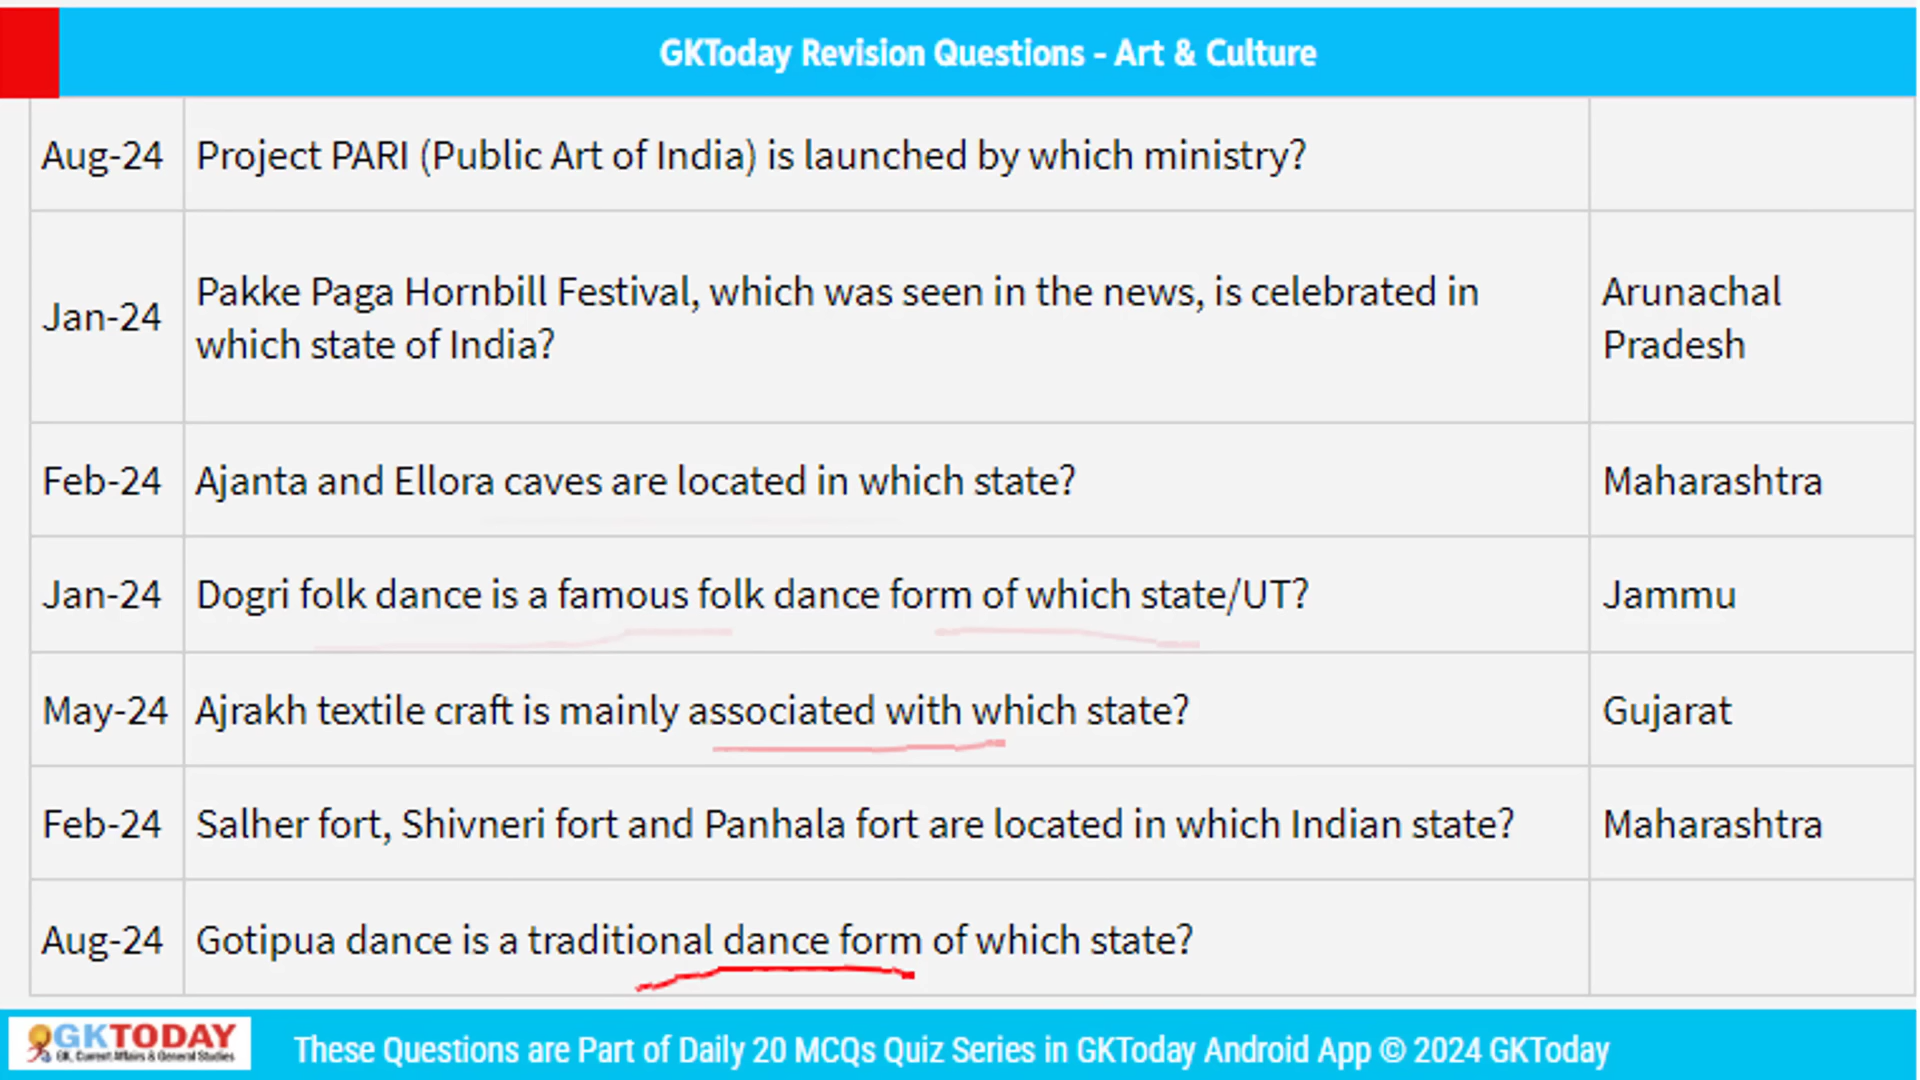 GKToday Revision Questions - Art & Culture
Aug-24 Project PARI (Public Art of India) is launched by which ministry?
Jan-24 Pakke Paga Hornbill Festival, which was seen in the news, is celebrated in
which state of India?
Arunachal
Pradesh
Feb-24 Ajanta and Ellora caves are located in which state? Maharashtra
Jan-24 Dogri folk dance is a famous folk dance form of which state/UT? Jammu
May-24 Ajrakh textile craft is mainly associated with which state? Gujarat
Feb-24 Salher fort, Shivneri fort and Panhala fort are located in which Indian state? Maharashtra
Aug-24 Gotipua dance is a traditional dance form of which state?
GKTODAY
GK, Current Affairs & General Studies
These Questions are Part of Daily 20 MCQs Quiz Series in GKToday Android App © 2024 GKToday